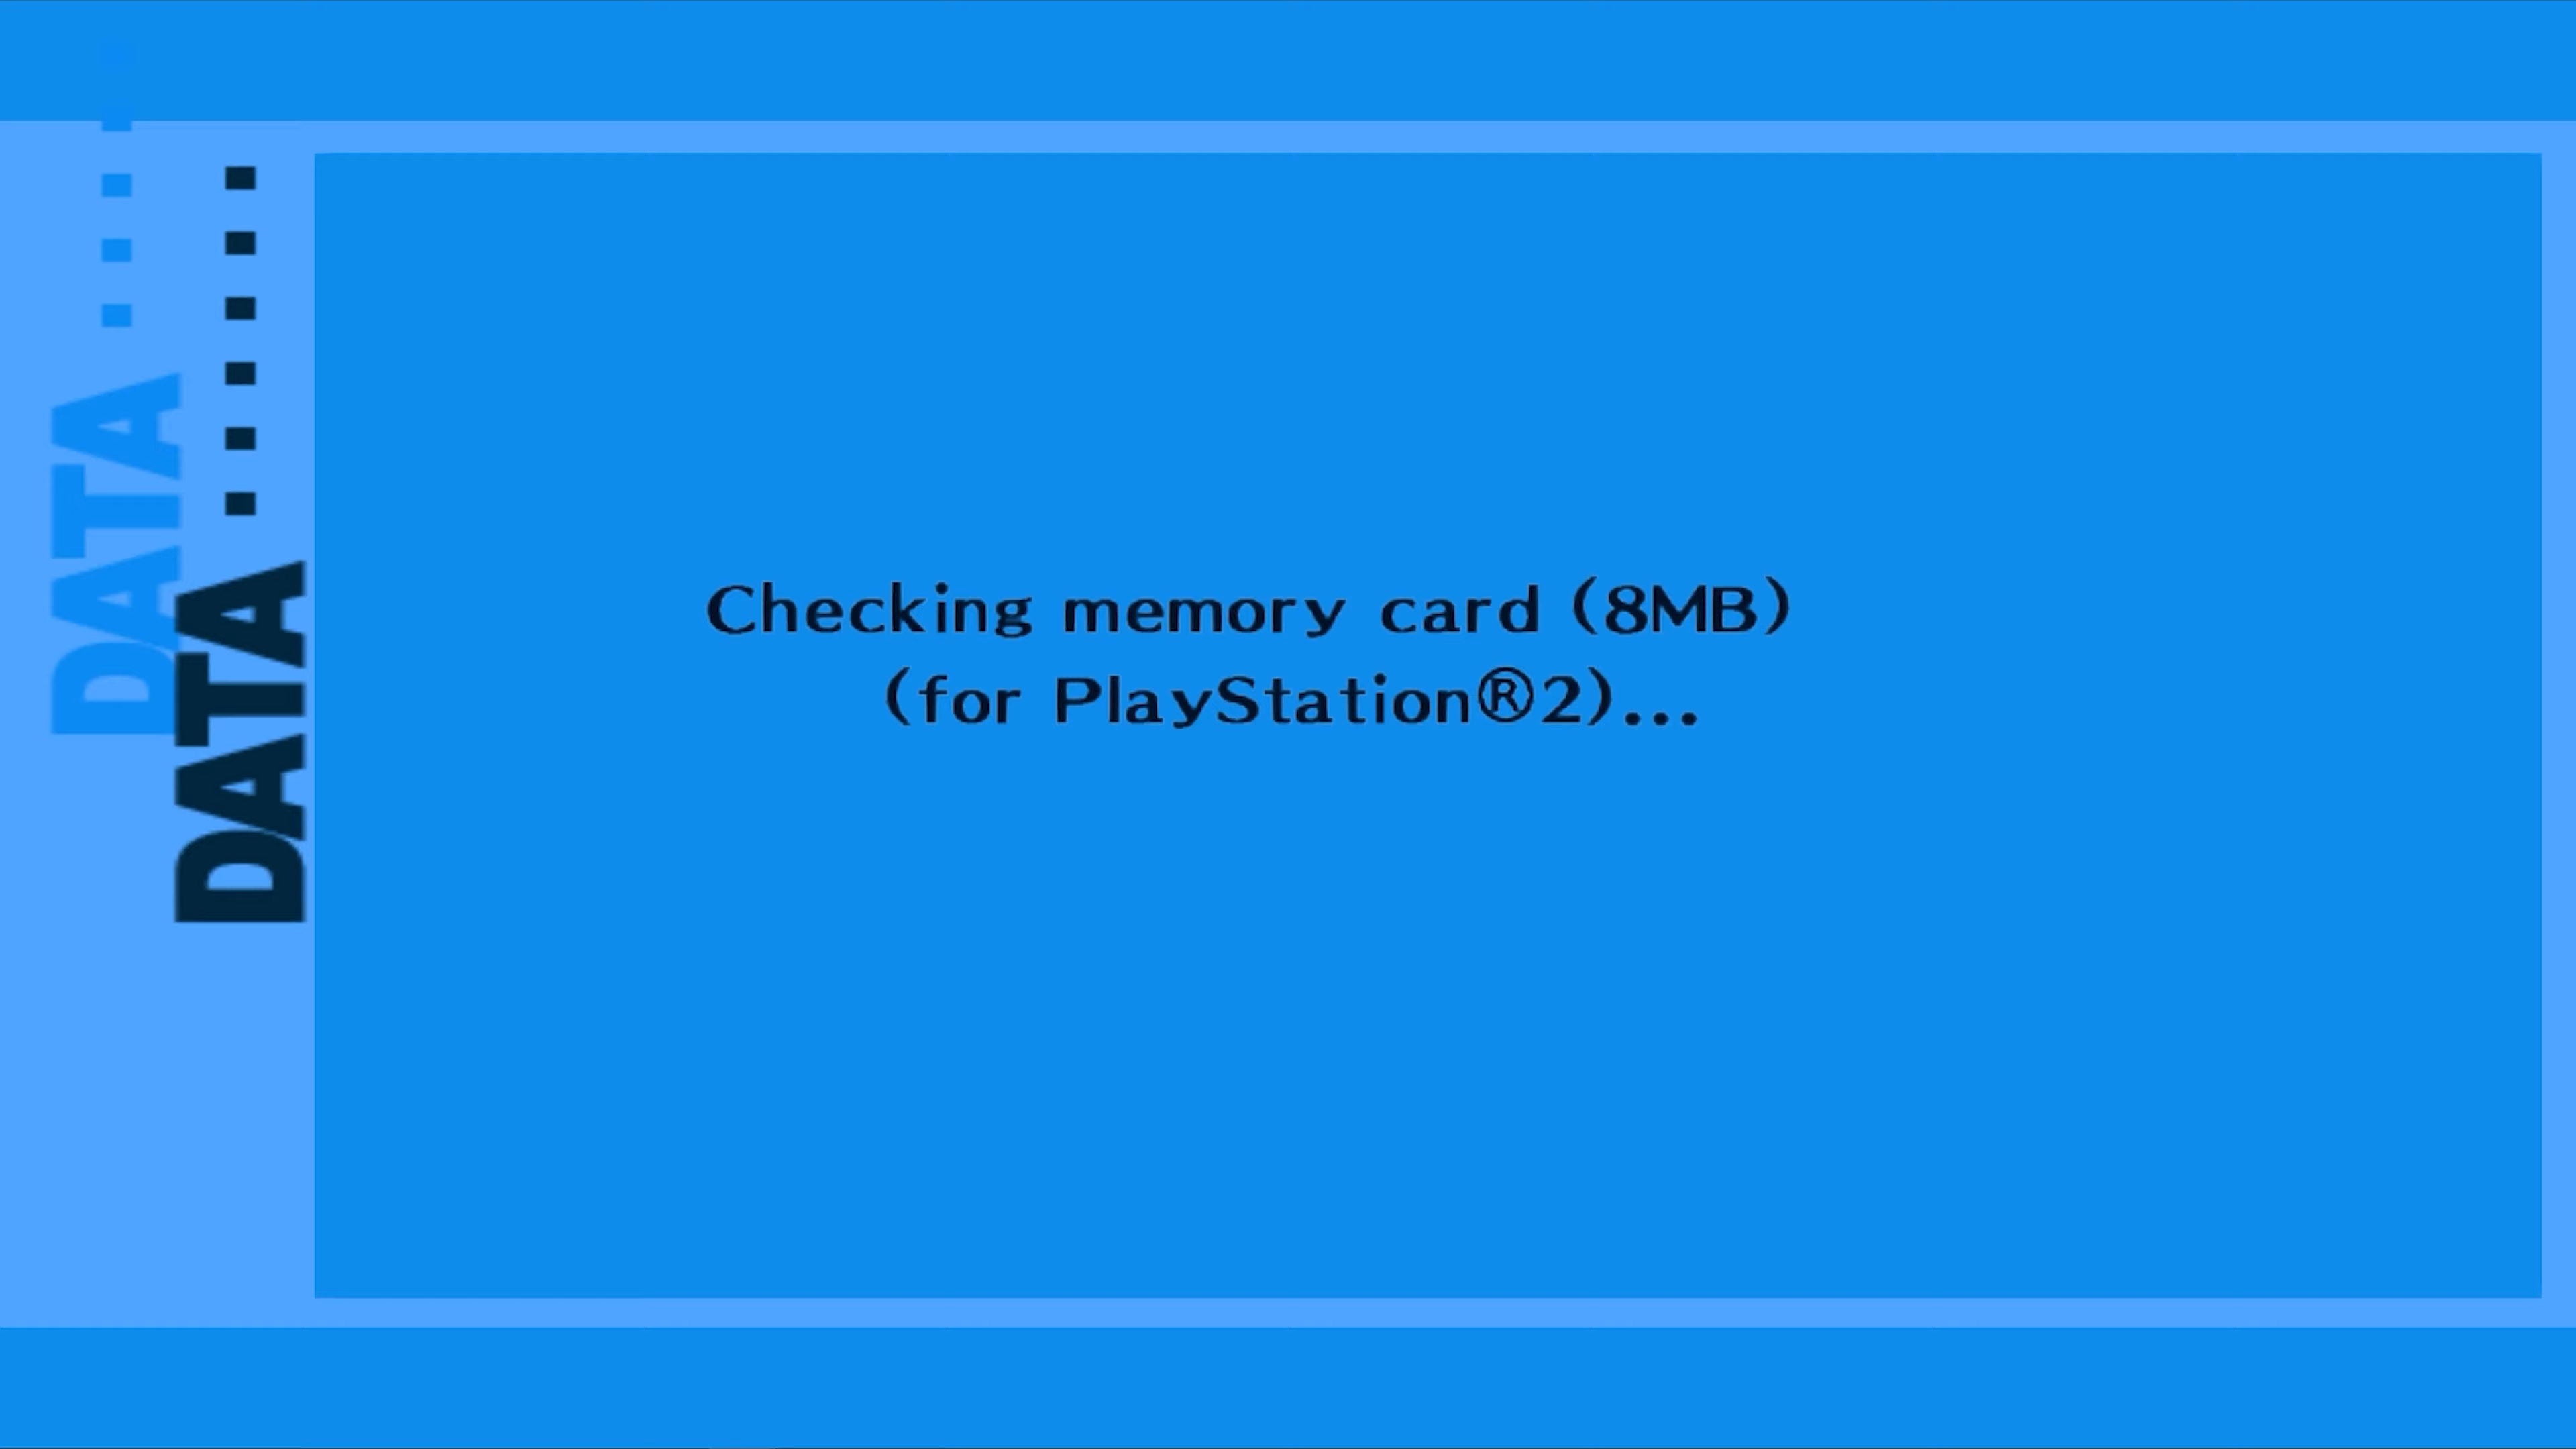 DATA......
DATA
Checking memory card (8MB)
(for PlayStation®2)...